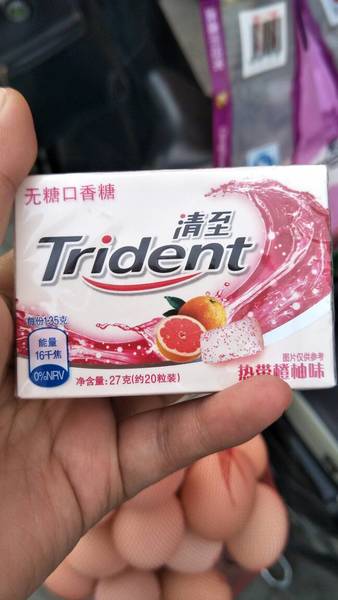 无糖口香糖
清至
Trident
每份1.35克
能量
16千焦
0%NRV
净含量: 27克(约20粒装)
图片仅供参考
热带橙柚味